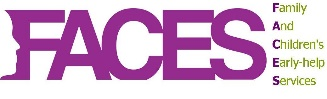 FACES
Family
And
Children's
Early-help
Services